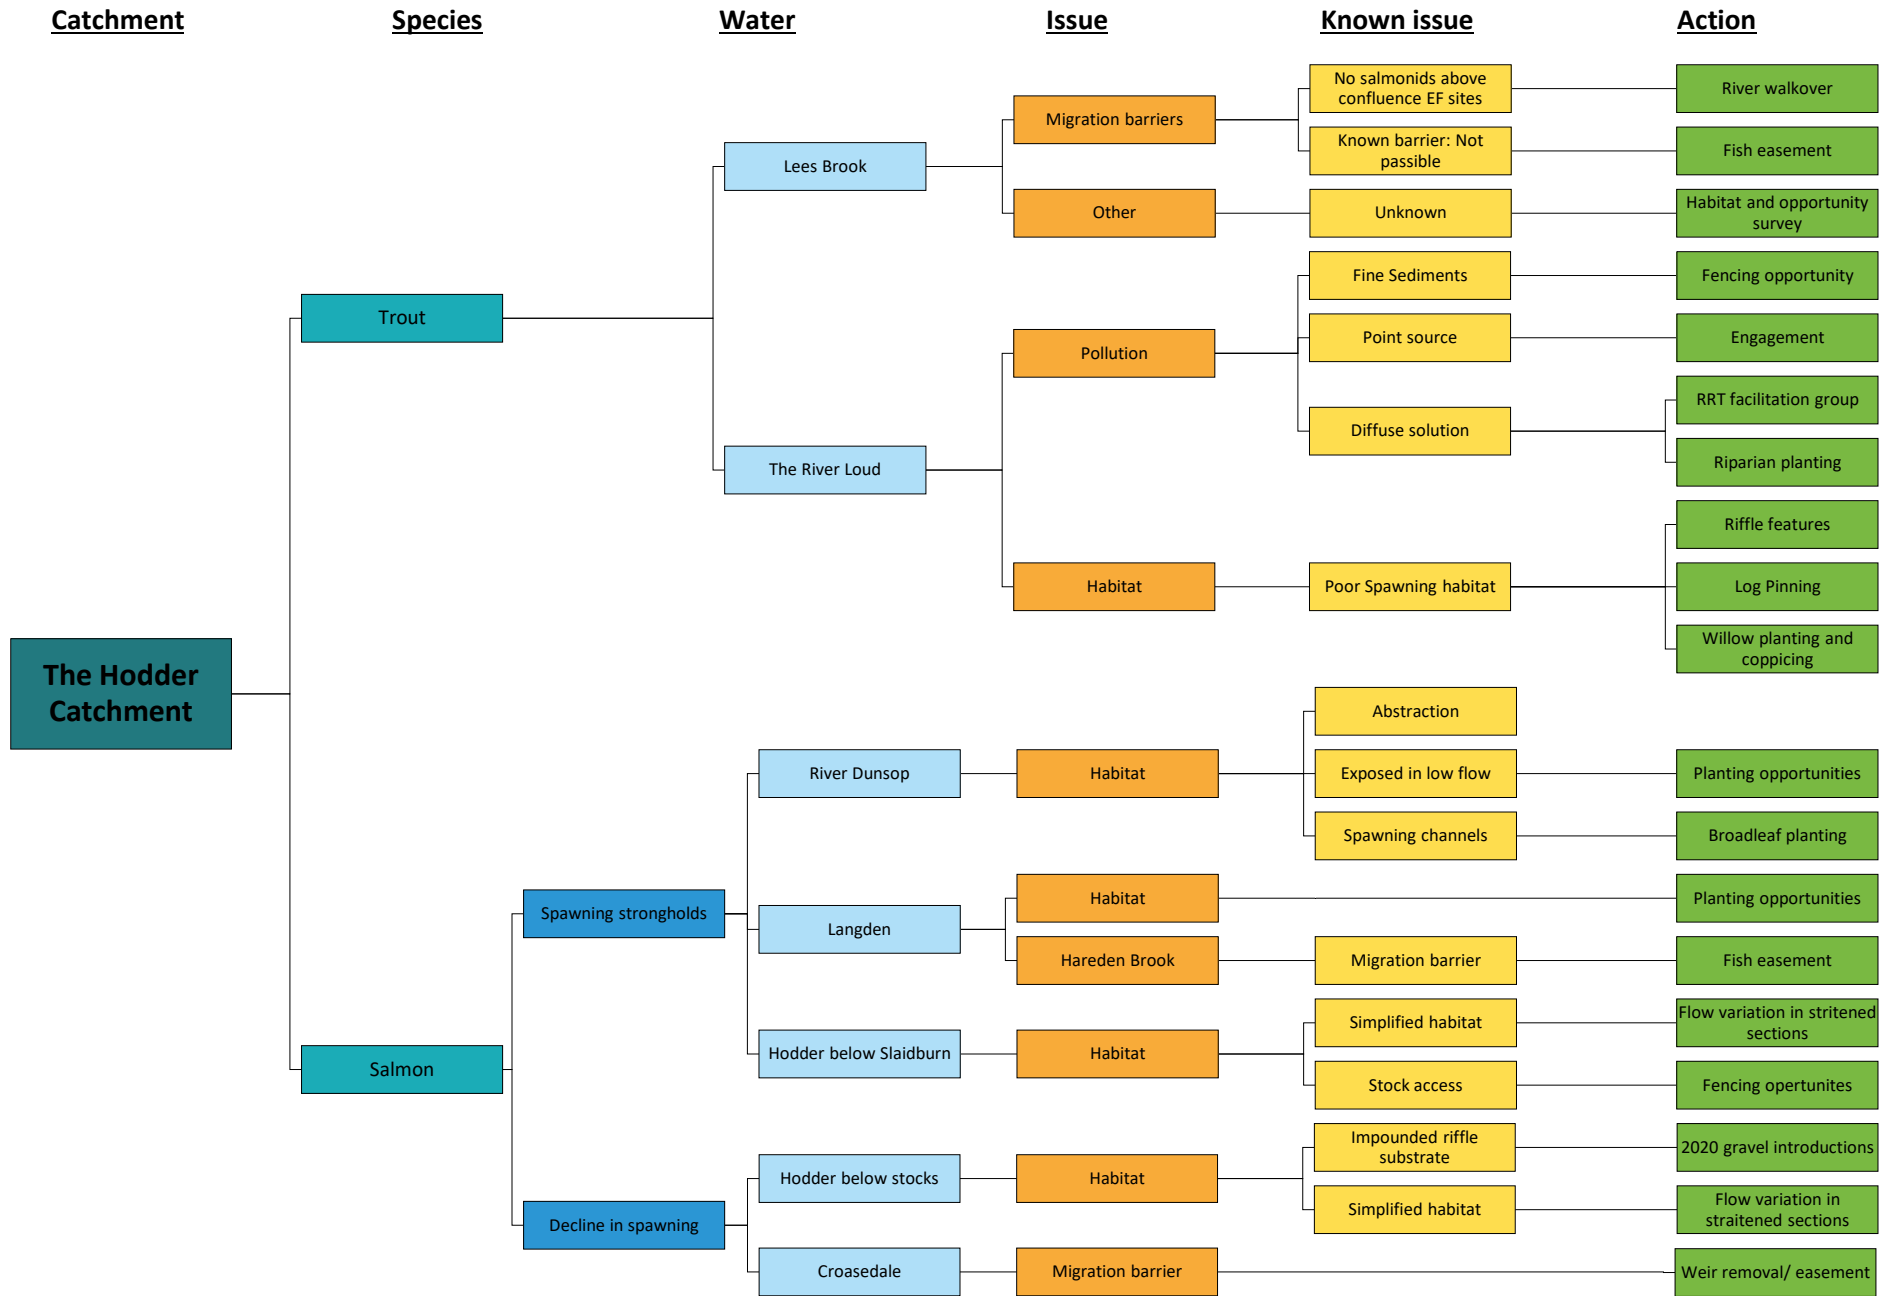 Catchment
Species
Water
Issue
Known issue
Action
The Hodder
Catchment
Trout
Lees Brook
Migration barriers
No salmonids above
confluence EF sites
River walkover
Known barrier: Not
passible
Fish easement
Other
Unknown
Habitat and opportunity
survey
The River Loud
Pollution
Fine Sediments
Fencing opportunity
Point source
Engagement
Diffuse solution
RRT facilitation group
Riparian planting
Habitat
Poor Spawning habitat
Riffle features
Log Pinning
Willow planting and
coppicing
Salmon
Spawning strongholds
River Dunsop
Habitat
Abstraction
Exposed in low flow
Planting opportunities
Spawning channels
Broadleaf planting
Langden
Habitat
Planting opportunities
Hareden Brook
Migration barrier
Fish easement
Hodder below Slaidburn
Habitat
Simplified habitat
Flow variation in stritened
sections
Stock access
Fencing opertunites
Decline in spawning
Hodder below stocks
Habitat
Impounded riffle
substrate
2020 gravel introductions
Simplified habitat
Flow variation in
straitened sections
Croasedale
Migration barrier
Weir removal/ easement